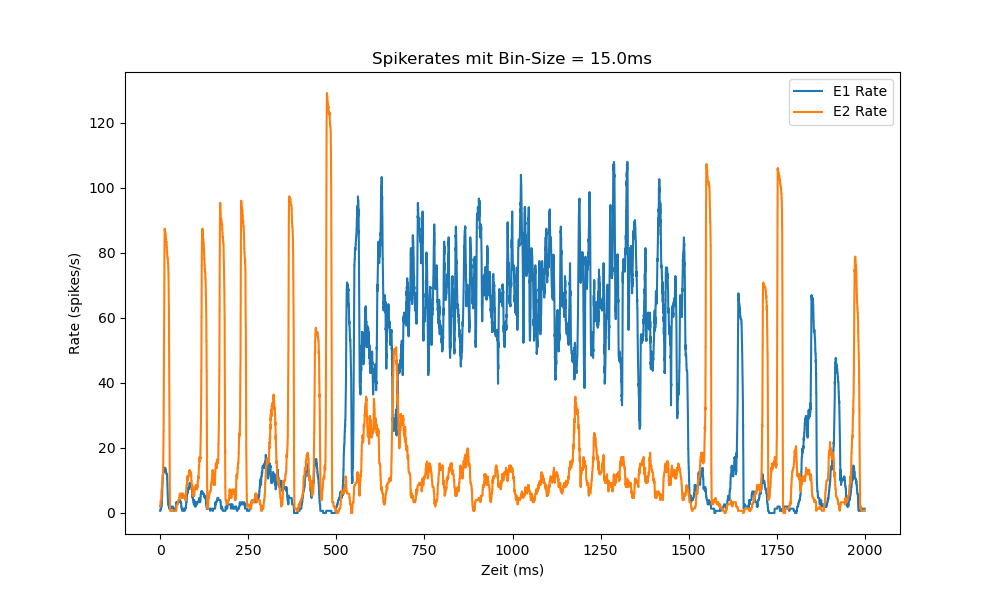 Spikerates mit Bin-Size = 15.0ms
E1 Rate
E2 Rate
120
100
80
60
40
20
0
Rate (spikes/s)
0 250 500 750 1000 1250 1500 1750 2000
Zeit (ms)